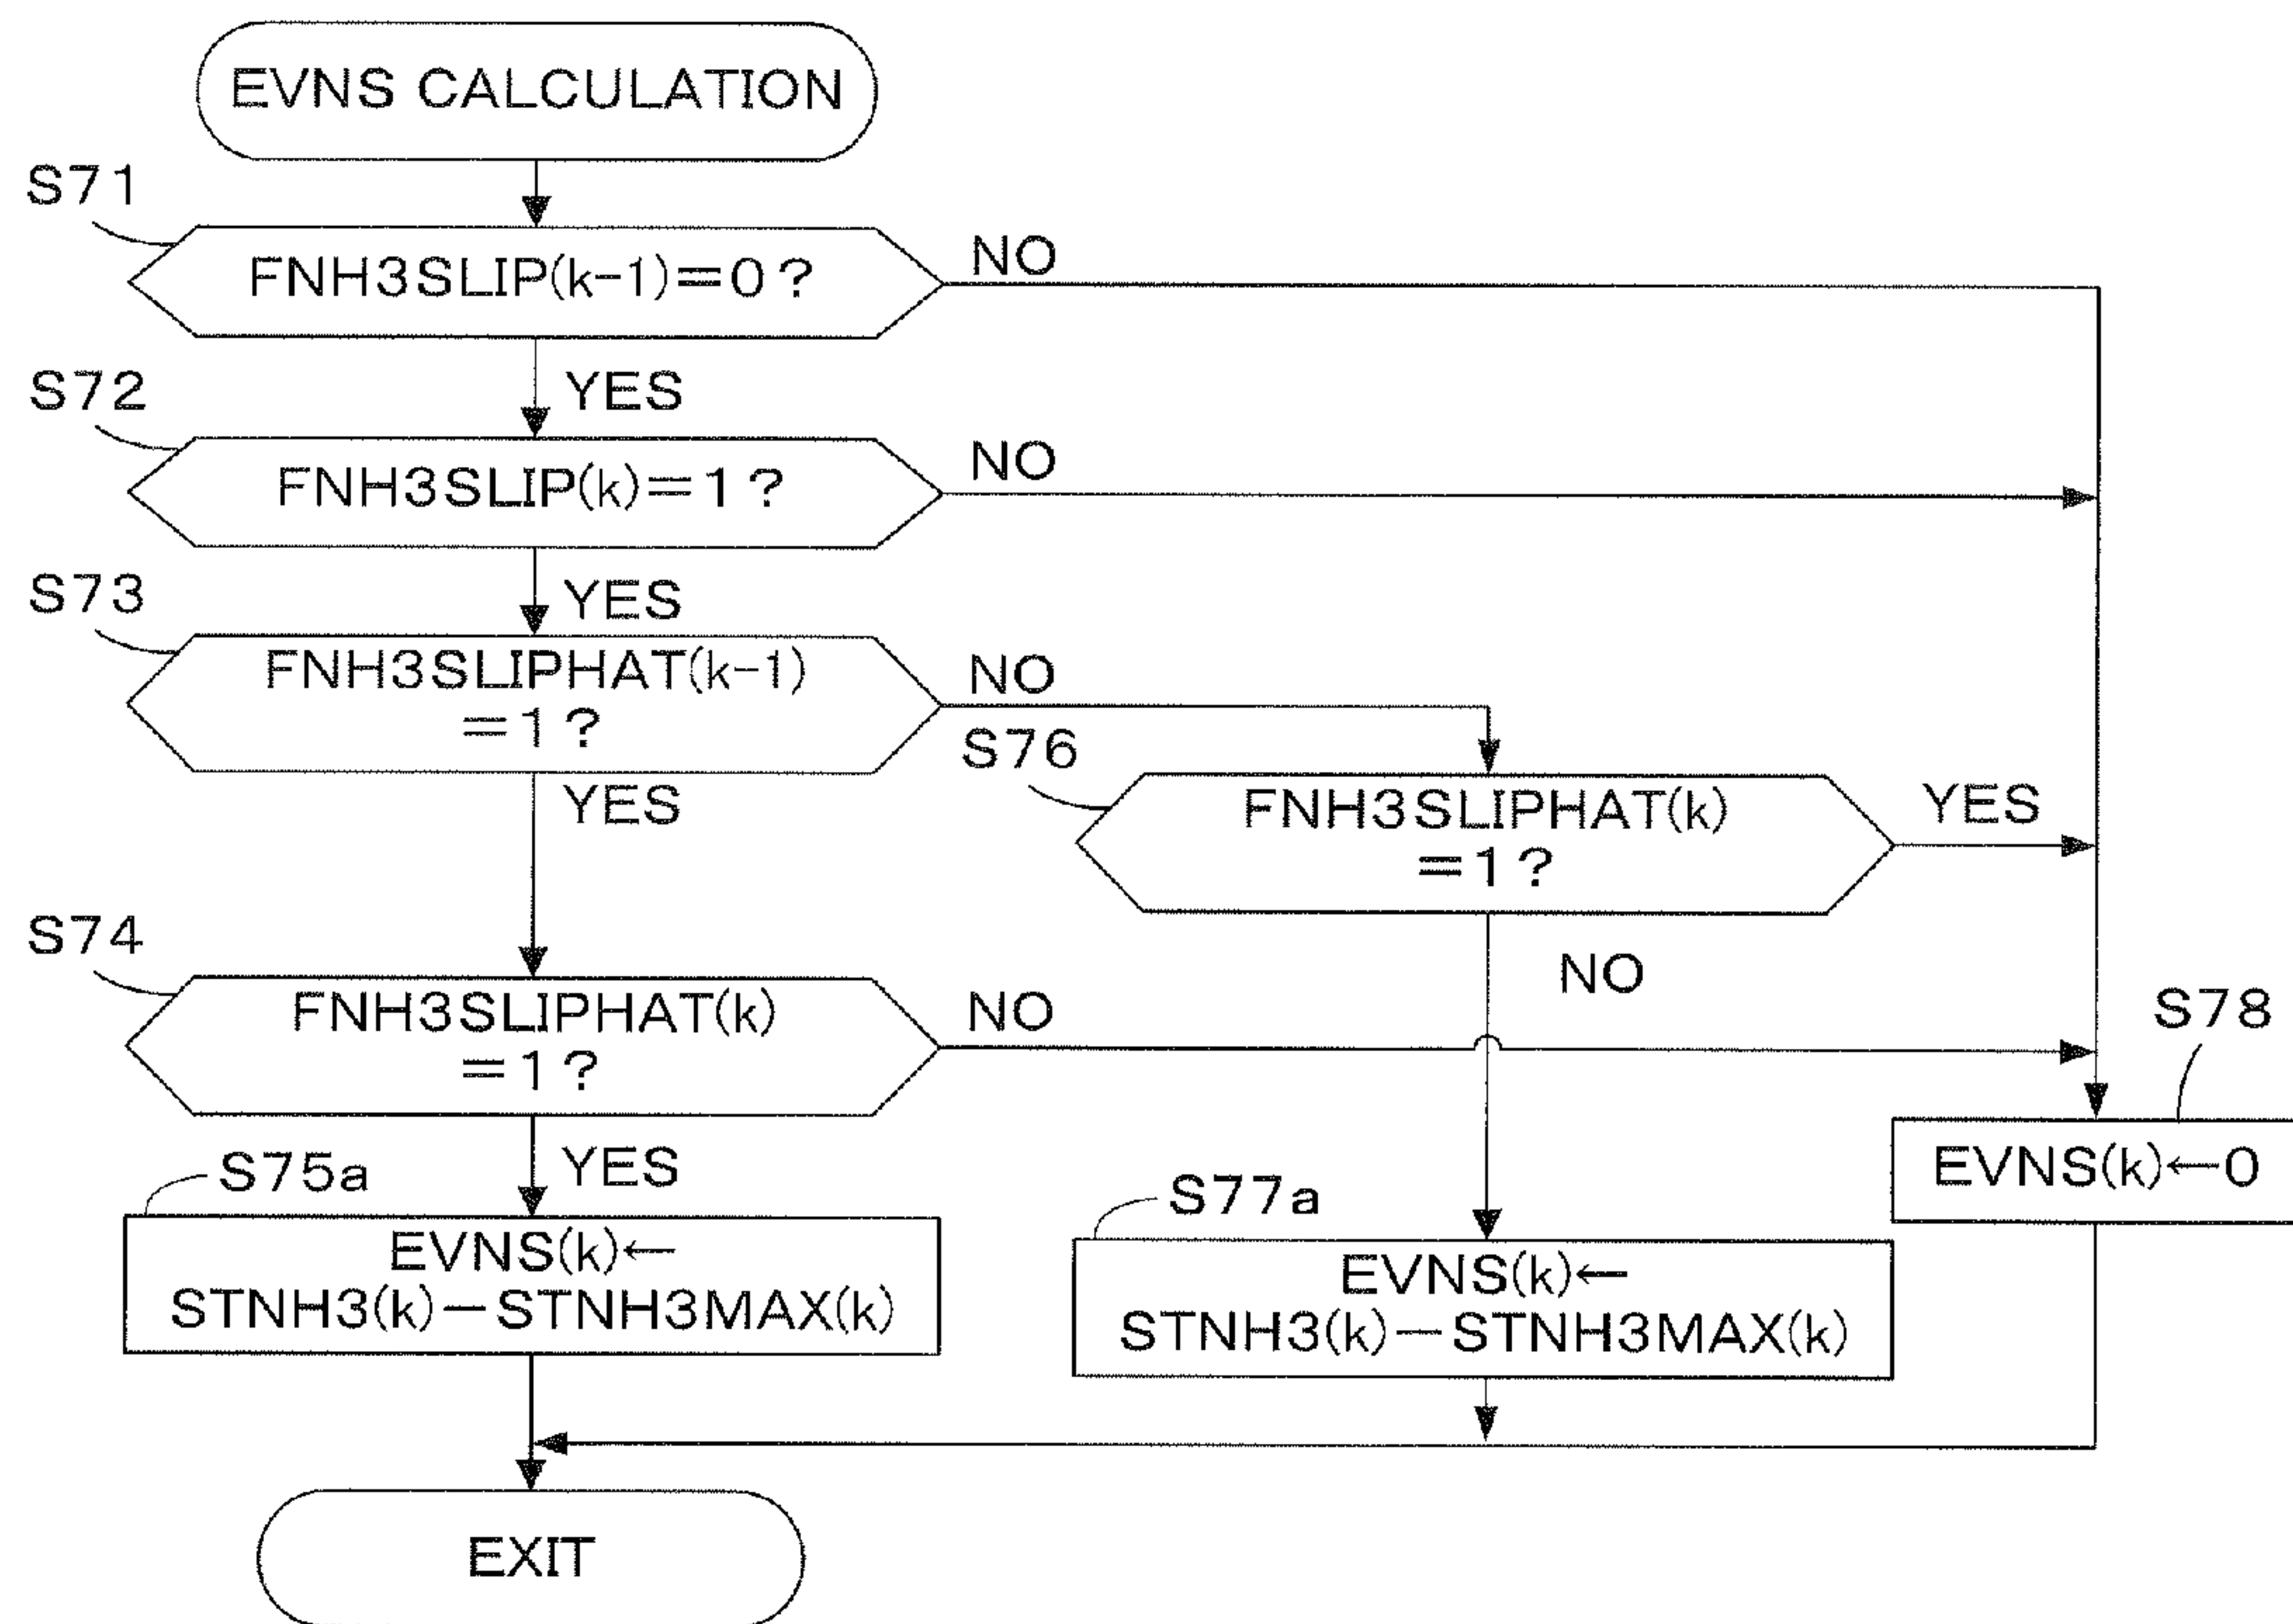 EVNS CALCULATION
S71
FNH3SLIP(k-1)=0?
NO
YES
S72
FNH3SLIP(k)=1?
NO
YES
S73
FNH3SLIPHAT(k-1)
=1?
NO
YES
S76
FNH3SLIPHAT(k)
=1?
YES
NO
S74
FNH3SLIPHAT(k)
=1?
NO
YES
S78
EVNS(k)←0
S75a
EVNS(k)←
STNH3(k)−STNH3MAX(k)
S77a
EVNS(k)←
STNH3(k)−STNH3MAX(k)
EXIT